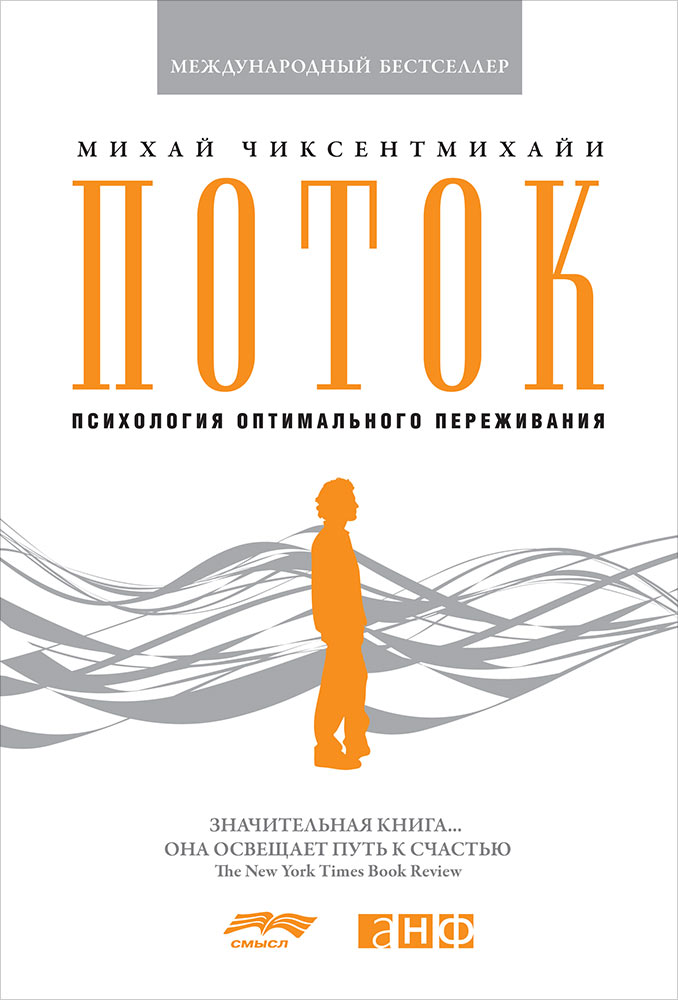 МЕЖДУНАРОДНЫЙ БЕСТСЕЛЛЕР
МИХАЙ ЧИКСЕНТМИХАЙИ
ПОТОК
ПСИХОЛОГИЯ ОПТИМАЛЬНОГО ПЕРЕЖИВАНИЯ
ЗНАЧИТЕЛЬНАЯ КНИГА...
ОНА ОСВЕЩАЕТ ПУТЬ К СЧАСТЬЮ
The New York Times Book Review
СМЫСЛ
анф